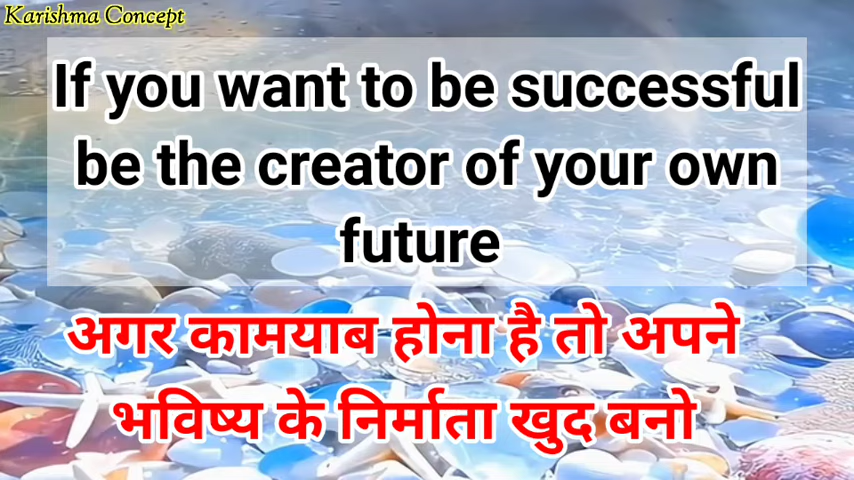 Karishma Concept
If you want to be successful
be the creator of your own
future
अगर कामयाब होना है तो अपने
भविष्य के निर्माता खुद बनो